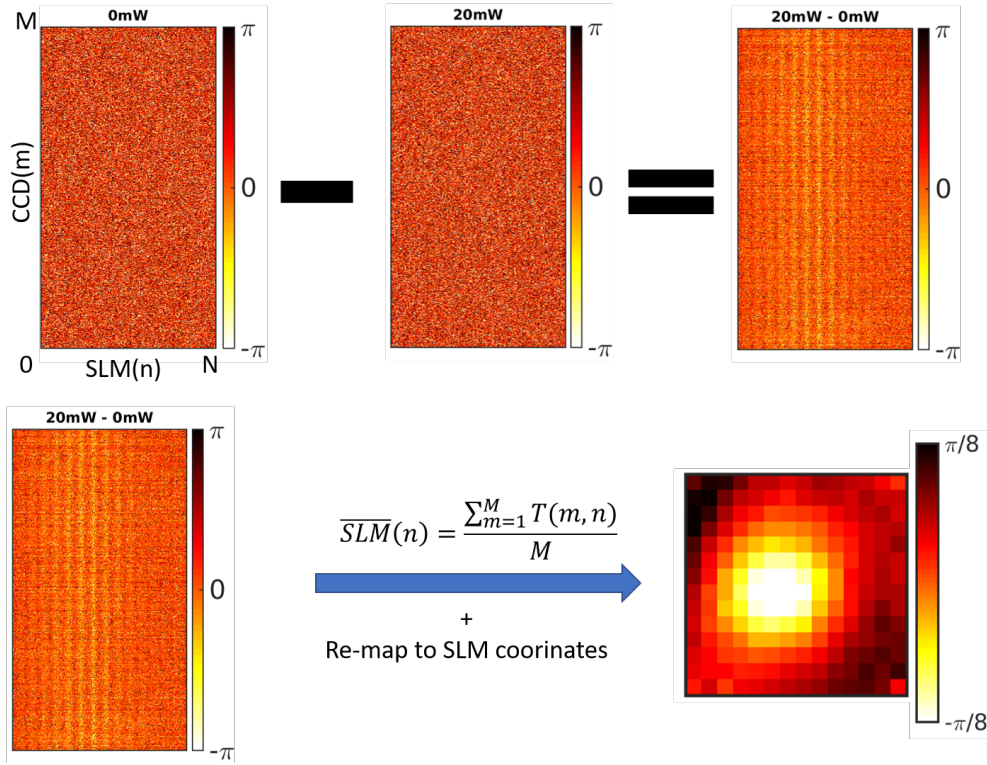 M
0mW
π
20mW
π
20mW - 0mW
π
CCD(m)
0
0
0
-π
-π
-π
0
SLM(n)
N
20mW - 0mW
π
0
-π
\overline{SLM}(n) = \frac{\sum_{m=1}^{M} T(m, n)}{M}
+
Re-map to SLM coorinates
π/8
-π/8